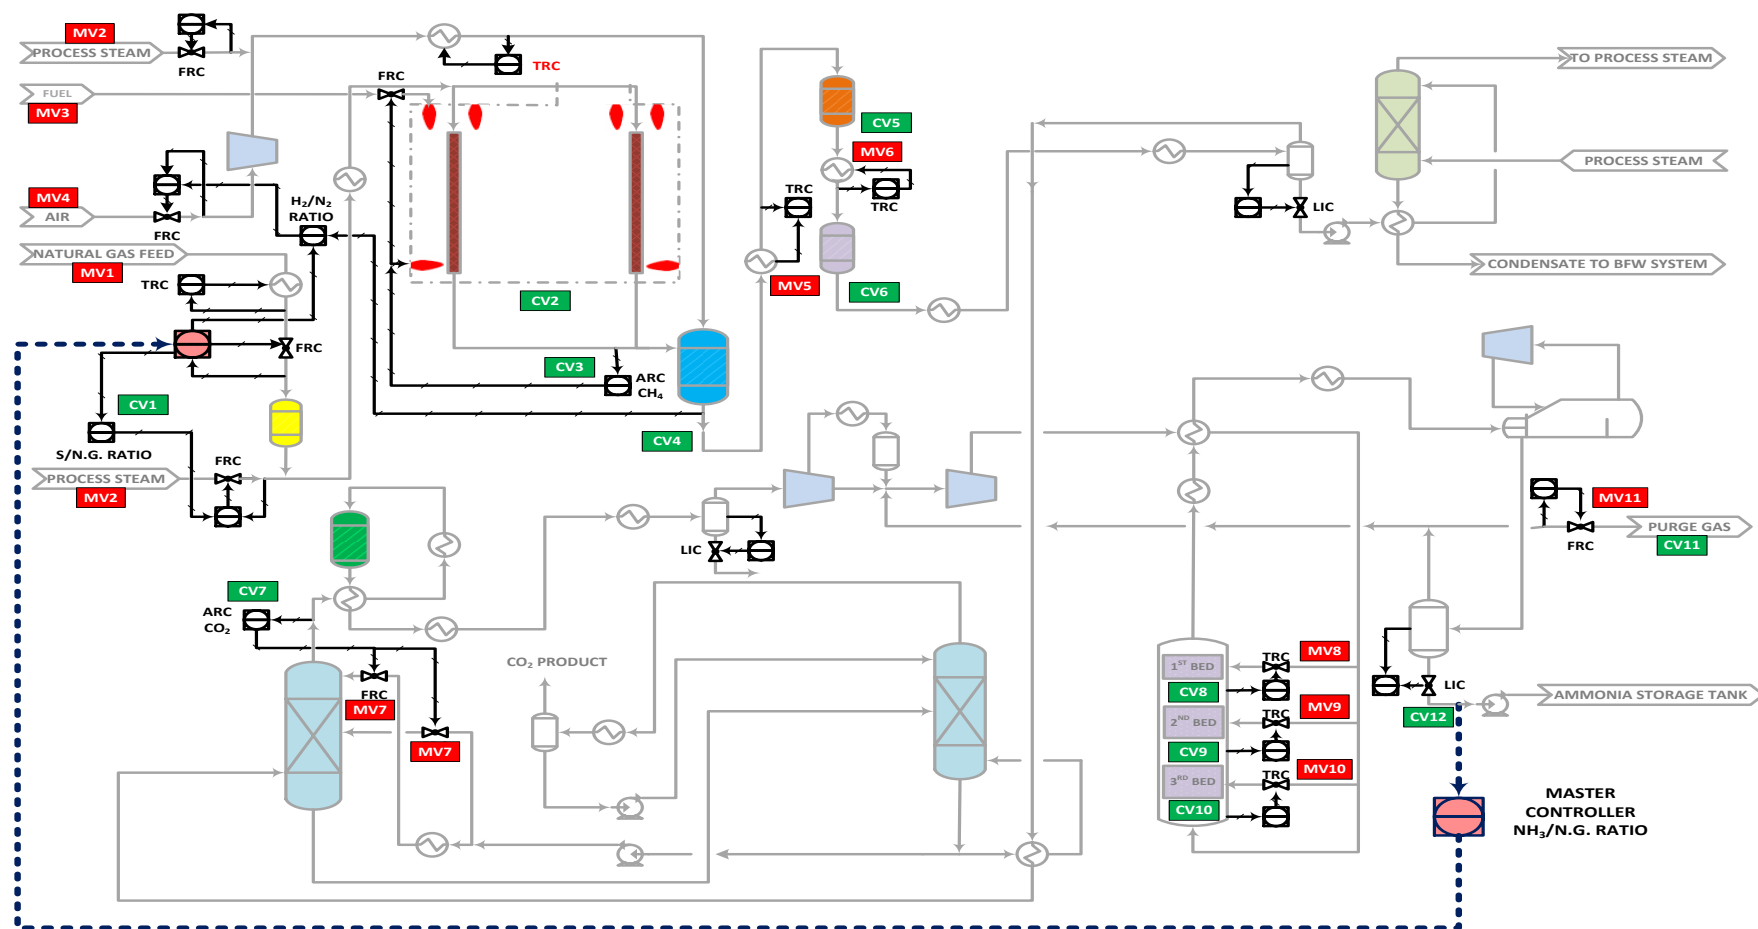 MV2
PROCESS STEAM
FRC
TRC
FUEL
MV3
FRC
TO PROCESS STEAM
CV5
MV6
TRC
TRC
PROCESS STEAM
MV4
AIR
FRC
H2/N2
RATIO
LIC
NATURAL GAS FEED
MV1
TRC
CV2
MV5
CV6
CONDENSATE TO BFW SYSTEM
FRC
CV3
ARC
CH4
CV1
S/N.G. RATIO
CV4
FRC
PROCESS STEAM
MV2
LIC
MV11
PURGE GAS
FRC
CV11
CV7
ARC
CO2
FRC
MV7
MV7
CO2 PRODUCT
1ST BED
TRC
MV8
CV8
2ND BED
TRC
MV9
CV9
3RD BED
TRC
MV10
CV10
LIC
CV12
AMMONIA STORAGE TANK
MASTER
CONTROLLER
NH3/N.G. RATIO